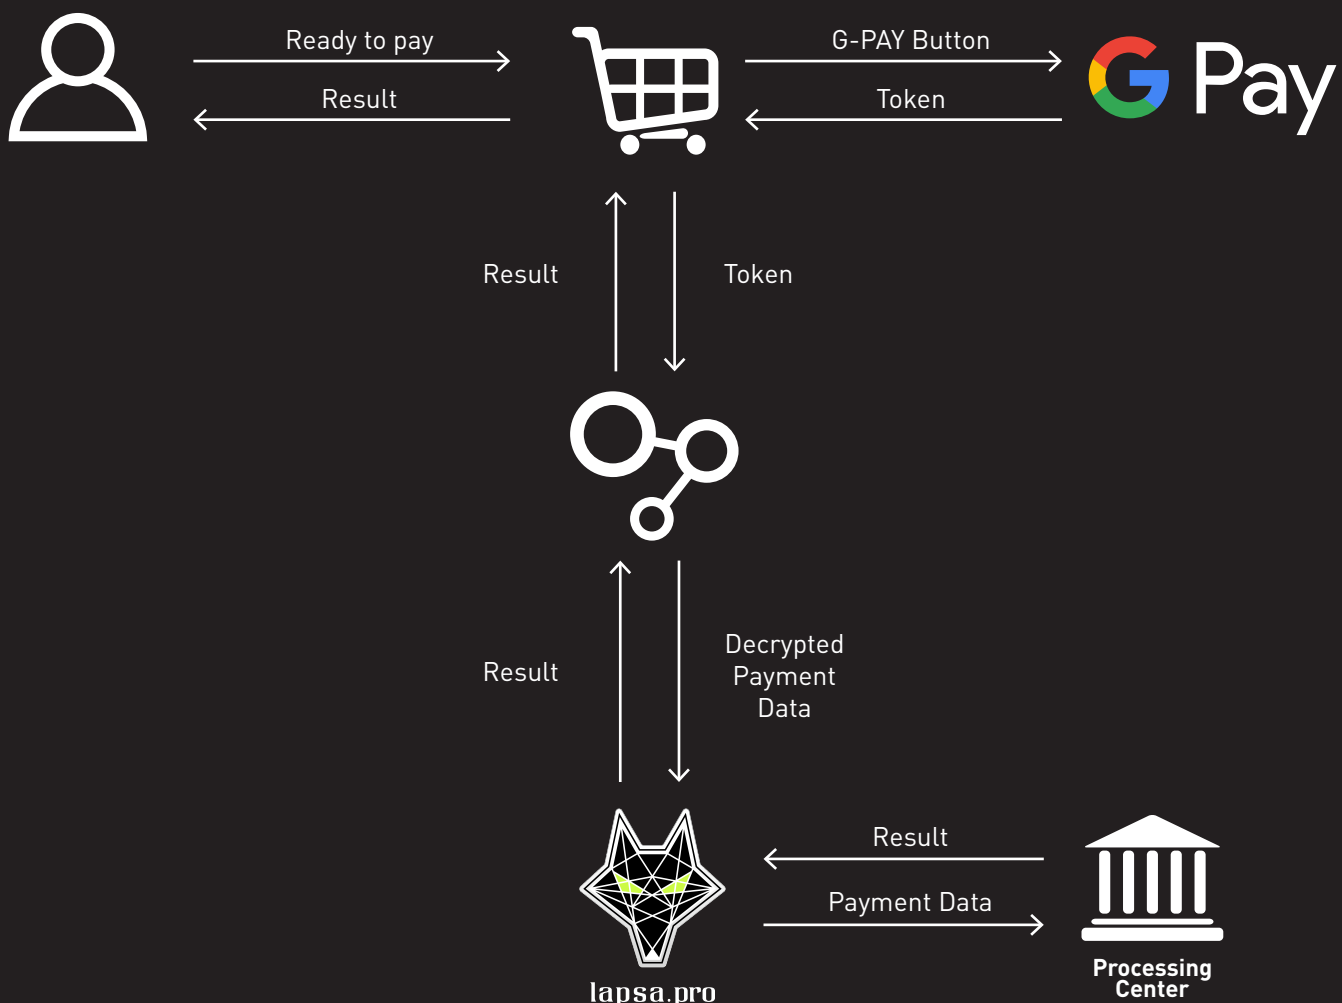 Ready to pay
G-PAY Button
Result
Token
G Pay
Result
Token
Decrypted
Payment
Data
Result
Result
Payment Data
Processing
Center
lapsa.pro